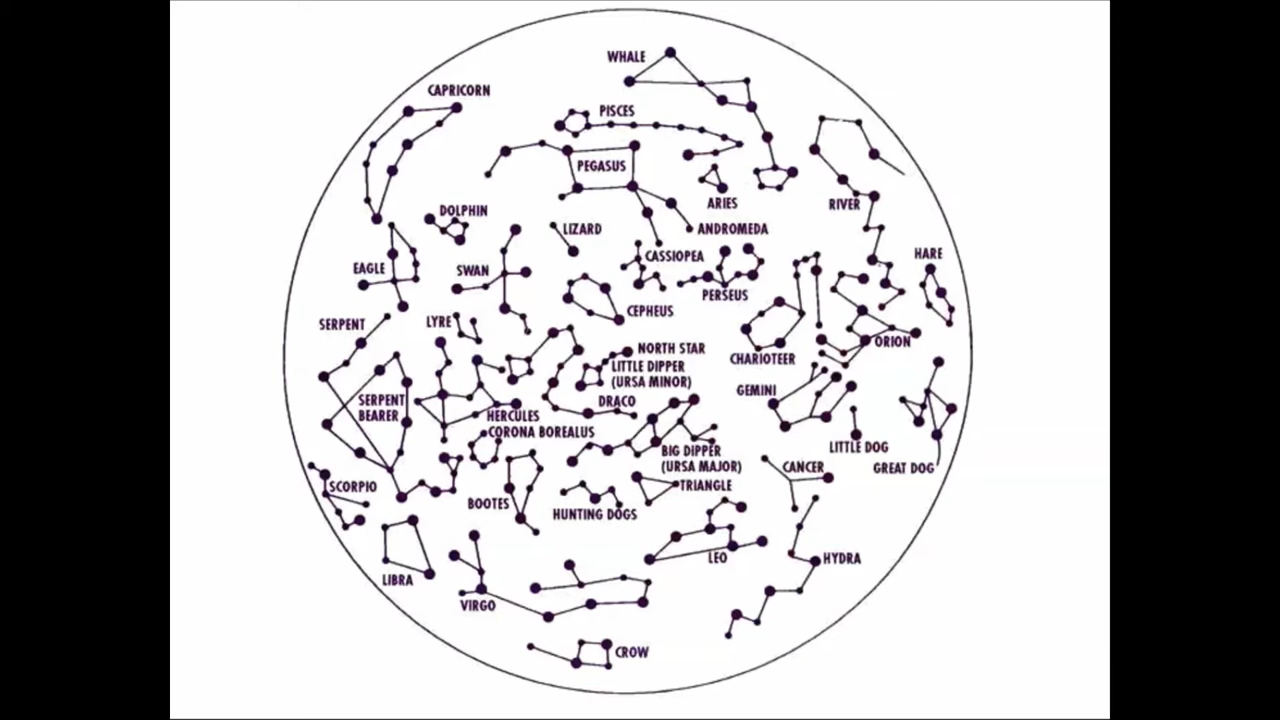 WHALE
CAPRICORN
PISCES
PEGASUS
ARIES
RIVER
DOLPHIN
LIZARD
ANDROMEDA
CASSIOPEA
HARE
EAGLE
SWAN
PERSEUS
CEPHEUS
SERPENT
LYRE
ORION
NORTH STAR
CHARIOTEER
LITTLE DIPPER
(URSA MINOR)
GEMINI
DRACO
SERPENT
BEARER
HERCULES
CORONA BOREALUS
LITTLE DOG
BIG DIPPER
(URSA MAJOR)
CANCER
GREAT DOG
SCORPIO
TRIANGLE
BOOTES
HUNTING DOGS
LEO
HYDRA
LIBRA
VIRGO
CROW